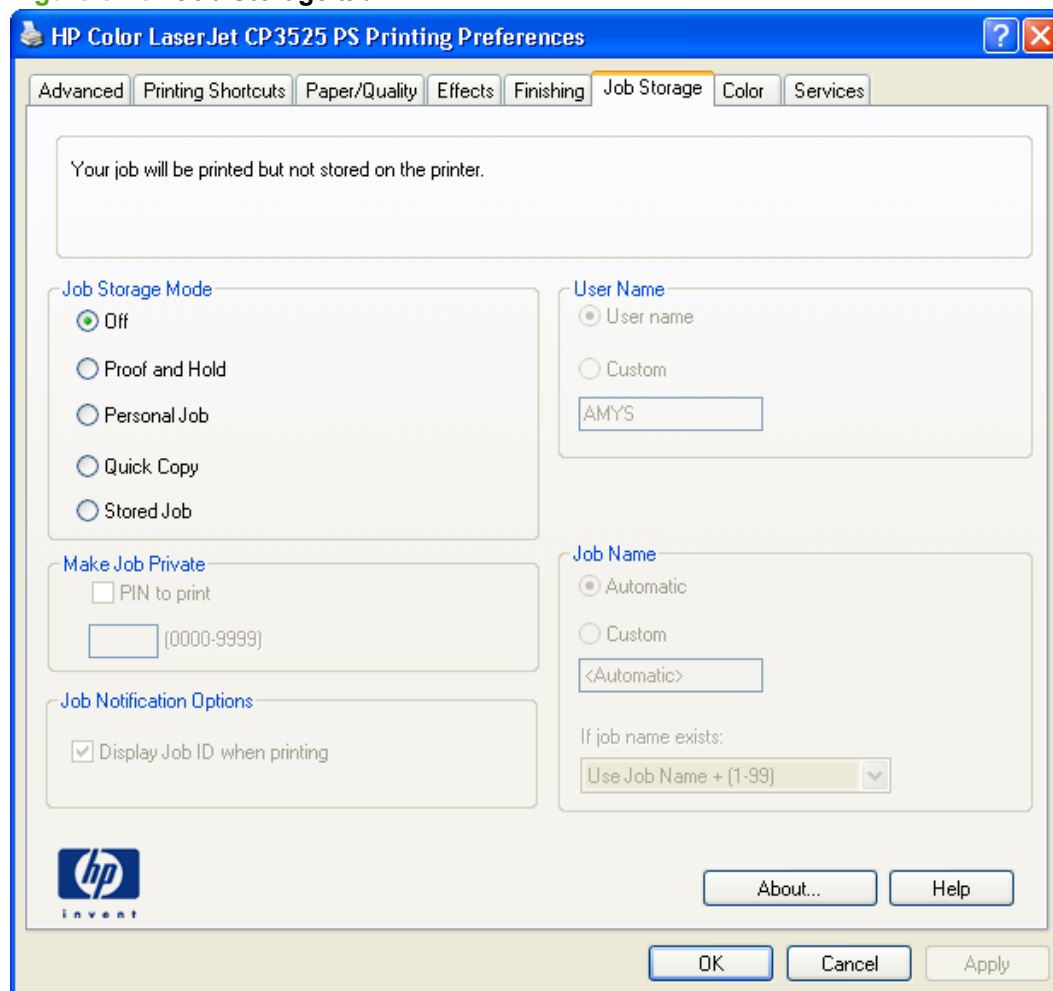 Job Storage tab
HP Color LaserJet CP3525 PS Printing Preferences
Advanced Printing Shortcuts Paper/Quality Effects Finishing Job Storage Color Services
Your job will be printed but not stored on the printer.
Job Storage Mode
Off
Proof and Hold
Personal Job
Quick Copy
Stored Job
User Name
User name
Custom
AMYS
Make Job Private
PIN to print
(0000-9999)
Job Name
Automatic
Custom
<Automatic>
If job name exists:
Use Job Name + (1-99)
Job Notification Options
Display Job ID when printing
hp
invent
About... Help
OK Cancel Apply